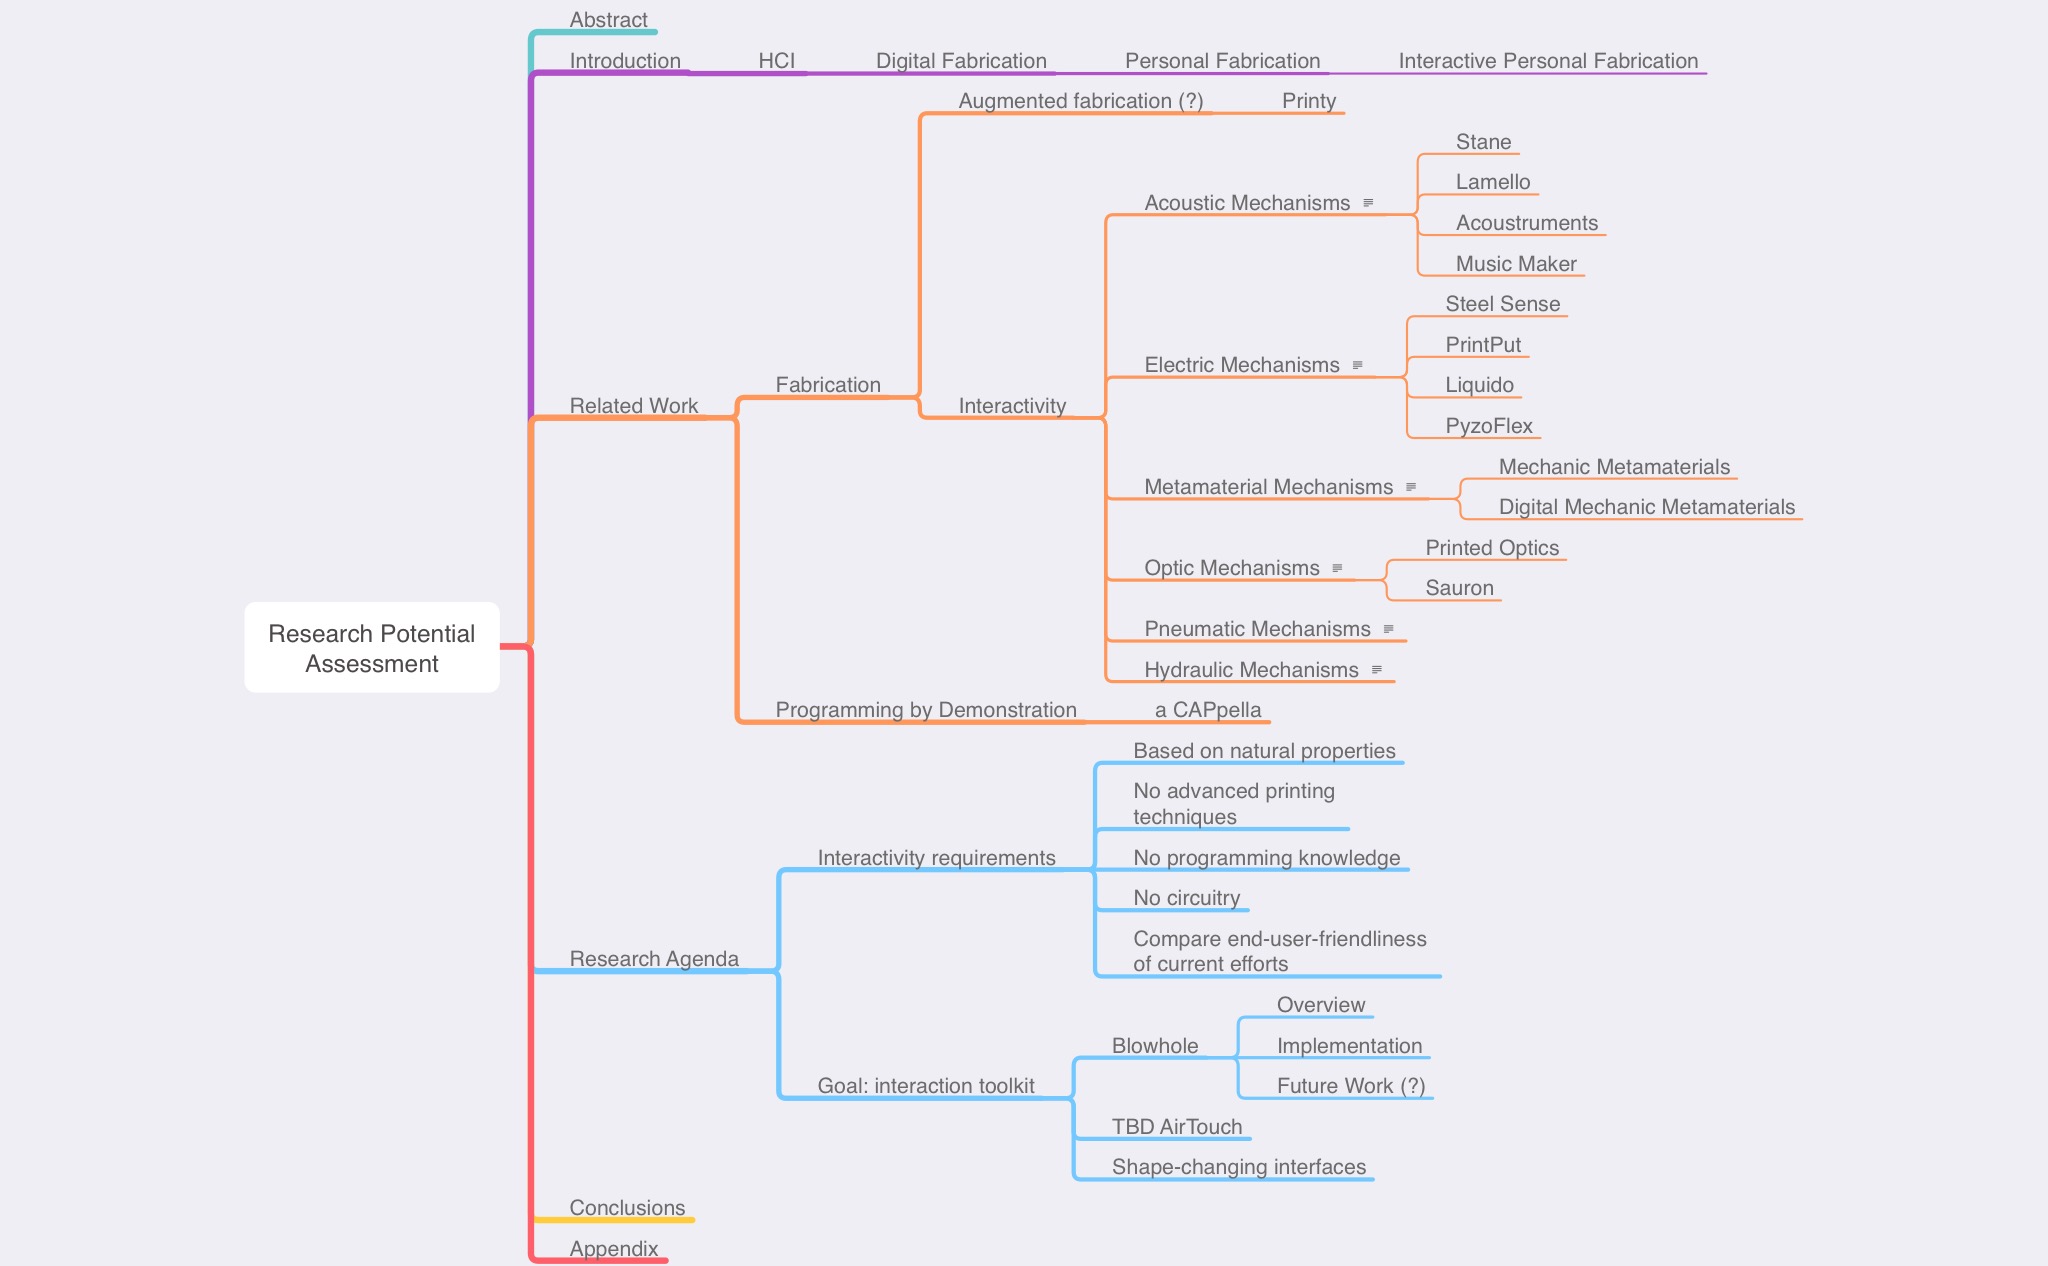 Abstract
Introduction
HCI
Digital Fabrication
Personal Fabrication
Interactive Personal Fabrication
Augmented fabrication (?)
Printy
Stane
Lamello
Acoustic Mechanisms
Acoustruments
Music Maker
Steel Sense
PrintPut
Electric Mechanisms
Liquido
PyzoFlex
Fabrication
Related Work
Interactivity
Mechanic Metamaterials
Metamaterial Mechanisms
Digital Mechanic Metamaterials
Printed Optics
Optic Mechanisms
Sauron
Pneumatic Mechanisms
Hydraulic Mechanisms
Research Potential
Assessment
Programming by Demonstration
a CAPpella
Based on natural properties
No advanced printing
techniques
Interactivity requirements
No programming knowledge
No circuitry
Compare end-user-friendliness
of current efforts
Research Agenda
Overview
Blowhole
Implementation
Future Work (?)
Goal: interaction toolkit
TBD AirTouch
Shape-changing interfaces
Conclusions
Appendix